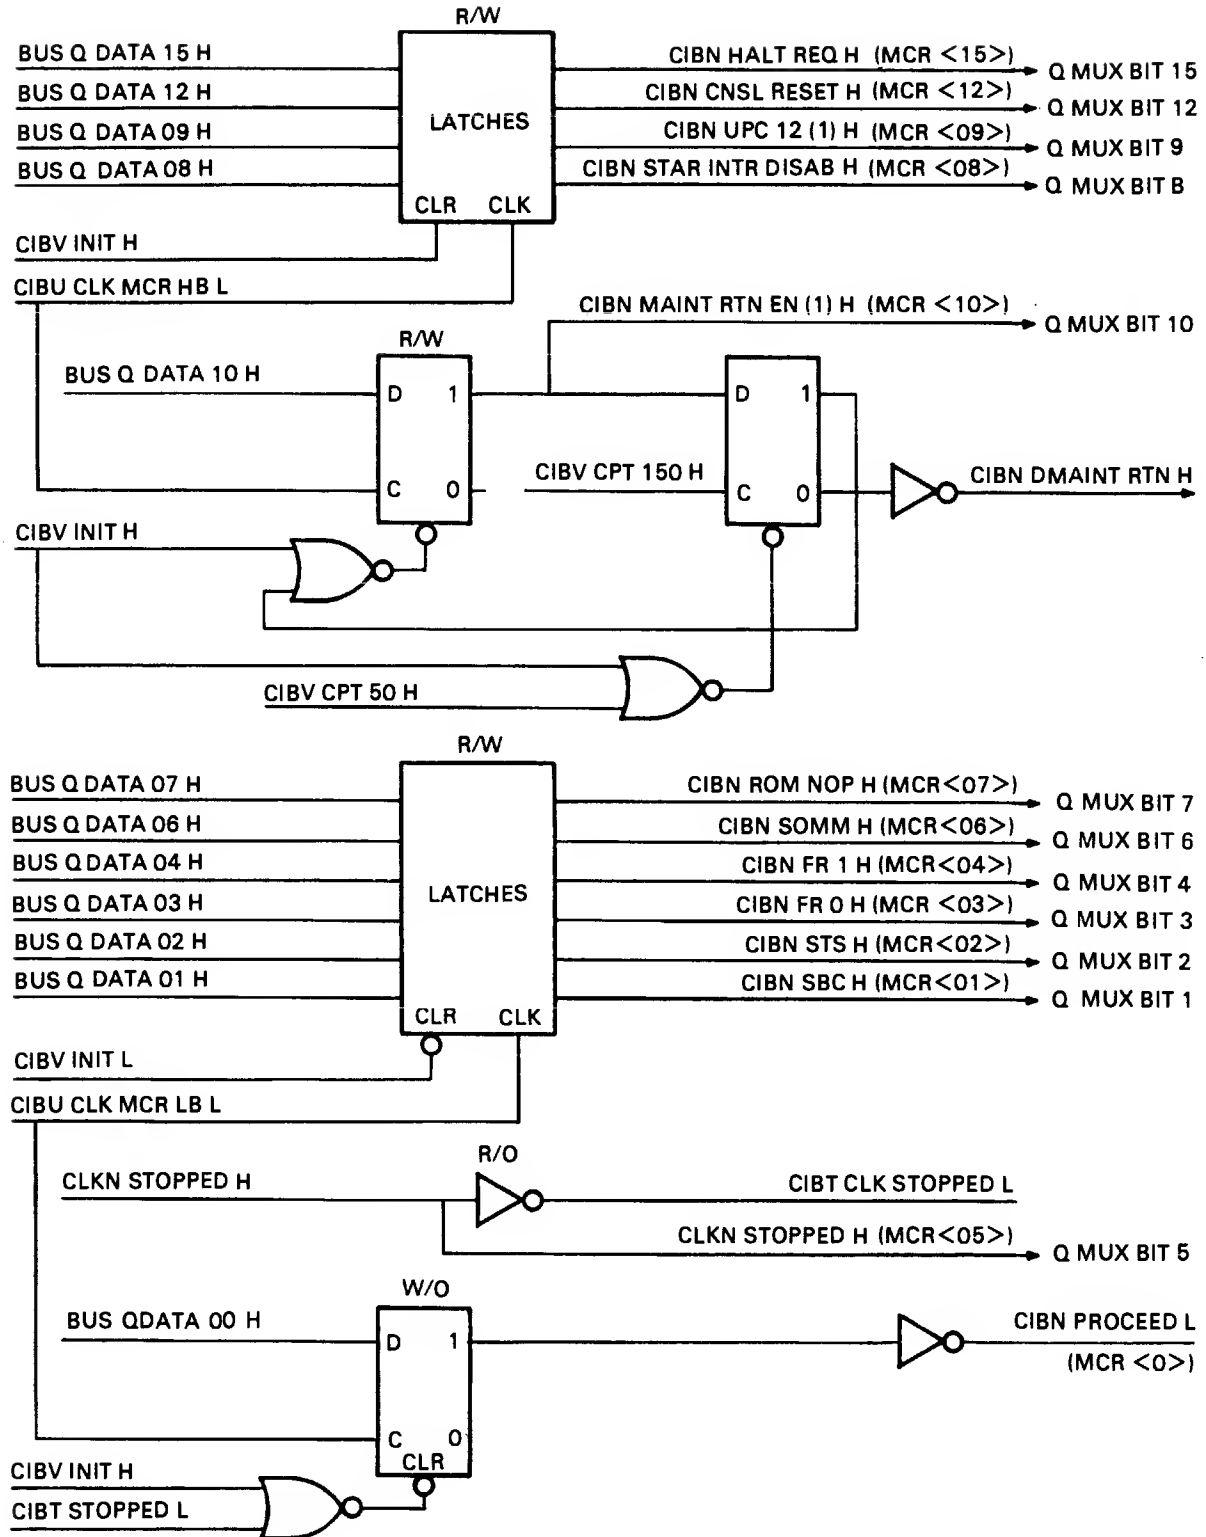 R/W
BUS Q DATA 15 H CIBN HALT REQ H (MCR <15>) Q MUX BIT 15
BUS Q DATA 12 H CIBN CNSL RESET H (MCR <12>) Q MUX BIT 12
LATCHES
BUS Q DATA 09 H CIBN UPC 12 (1) H (MCR <09>) Q MUX BIT 9
BUS Q DATA 08 H CIBN STAR INTR DISAB H (MCR <08>) Q MUX BIT B
CLR CLK
CIBV INIT H
CIBU CLK MCR HB L
CIBN MAINT RTN EN (1) H (MCR <10>) Q MUX BIT 10
R/W
BUS Q DATA 10 H D 1 D 1
CIBV CPT 150 H
C 0 C 0 CIBN DMAINT RTN H
CIBV INIT H
CIBV CPT 50 H
R/W
BUS Q DATA 07 H CIBN ROM NOP H (MCR<07>) Q MUX BIT 7
BUS Q DATA 06 H CIBN SOMM H (MCR<06>) Q MUX BIT 6
BUS Q DATA 04 H CIBN FR 1 H (MCR<04>) Q MUX BIT 4
LATCHES
BUS Q DATA 03 H CIBN FR 0 H (MCR <03>) Q MUX BIT 3
BUS Q DATA 02 H CIBN STS H (MCR<02>) Q MUX BIT 2
BUS Q DATA 01 H CIBN SBC H (MCR<01>) Q MUX BIT 1
CLR CLK
CIBV INIT L
CIBU CLK MCR LB L
R/O
CLKN STOPPED H CIBT CLK STOPPED L
CLKN STOPPED H (MCR<05>) Q MUX BIT 5
W/O
BUS QDATA 00 H D 1 CIBN PROCEED L
(MCR <0>)
C 0
CLR
CIBV INIT H
CIBT STOPPED L